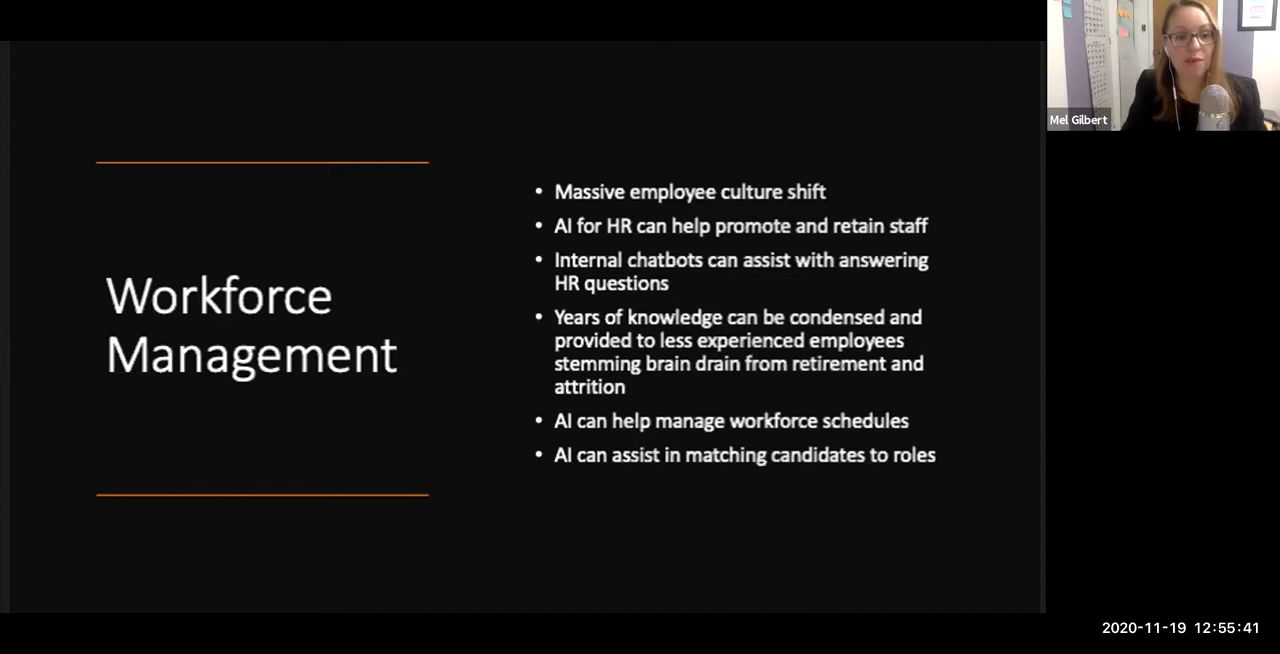 Workforce
Management
• Massive employee culture shift
• AI for HR can help promote and retain staff
• Internal chatbots can assist with answering
HR questions
• Years of knowledge can be condensed and
provided to less experienced employees
stemming brain drain from retirement and
attrition
• AI can help manage workforce schedules
• AI can assist in matching candidates to roles
Mel Gilbert
2020-11-19 12:55:41